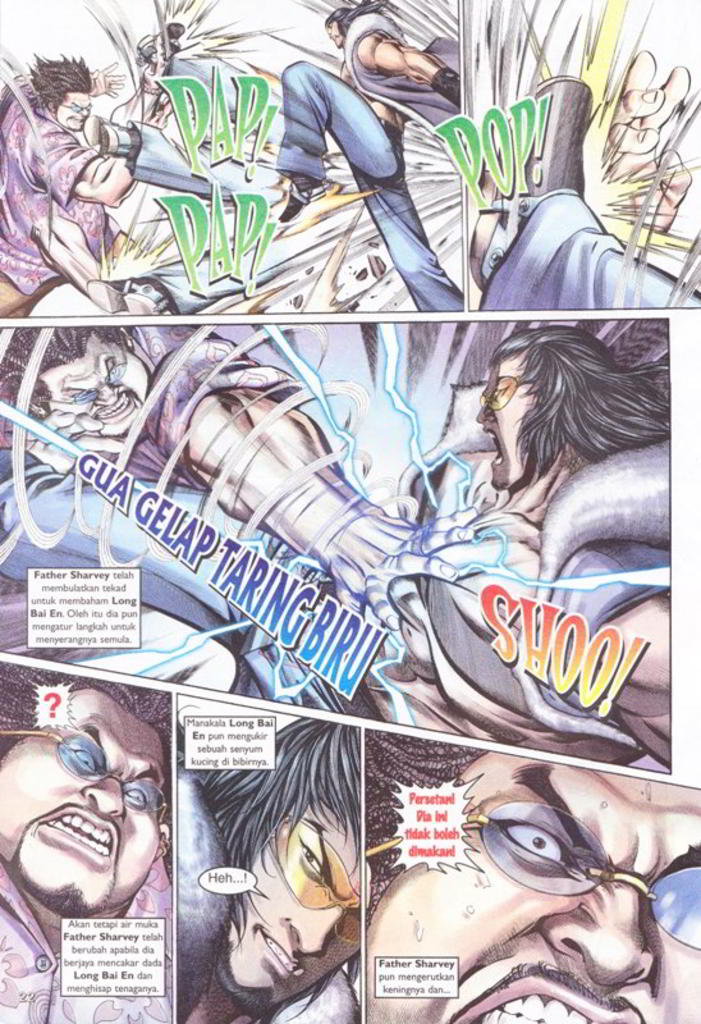 PAP!
PAP!
POP!
GUA GELAP TARING BIRU
Father Sharvey telah
membulatkan tekad
untuk membaham Long
Bai En. Oleh itu dia pun
mengatur langkah untuk
menyerangnya semula.
SHOO!
?
Akan tetapi air muka
Father Sharvey telah
berubah apabila dia
berjaya mencakar dada
Long Bai En dan
menghisap tenaganya.
Manakala Long Bai
En pun mengukir
sebuah senyum
kucing di bibirnya.
Heh...!
Persetan!
Dia ini
tidak boleh
dimakan!
Father Sharvey
pun mengerutkan
keningnya dan...
22